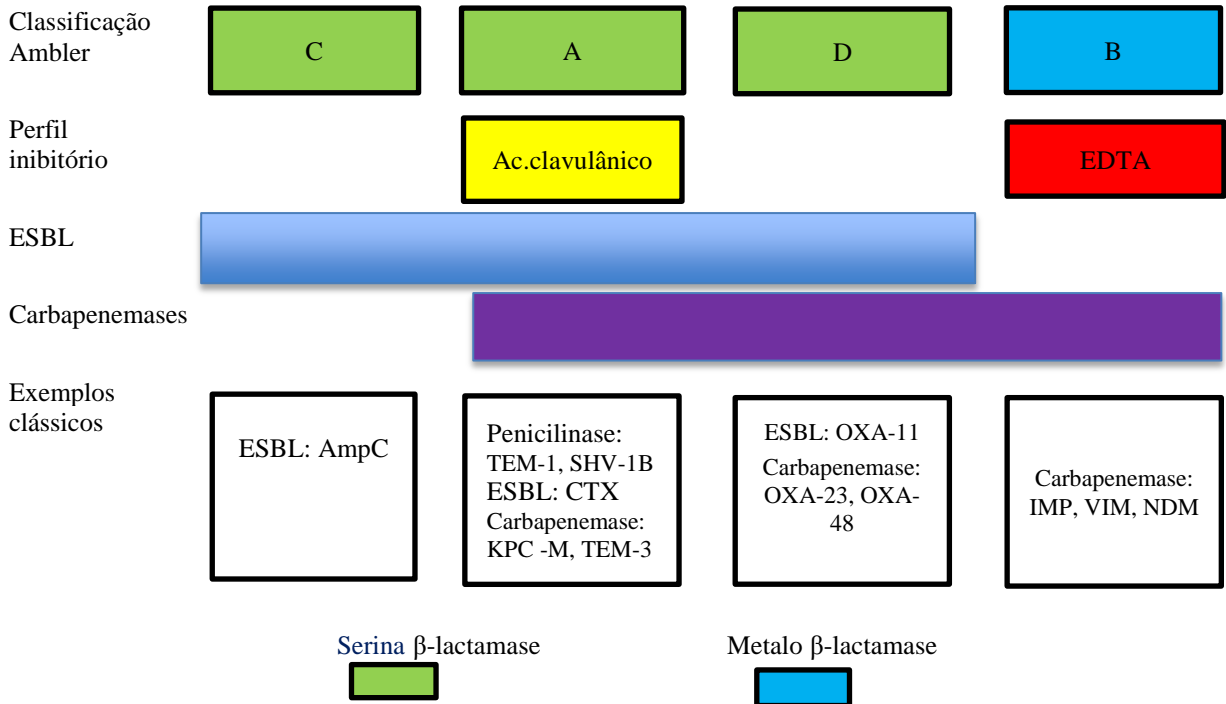 Classificação
Ambler
C
A
D
B
Perfil
inibitório
Ac.clavulânico
EDTA
ESBL
Carbapenemases
Exemplos
clássicos
ESBL: AmpC
Penicilinase:
TEM-1, SHV-1B
ESBL: CTX
Carbapenemase:
KPC -M, TEM-3
ESBL: OXA-11
Carbapenemase:
OXA-23, OXA-
48
Carbapenemase:
IMP, VIM, NDM
Serina β-lactamase
Metalo β-lactamase